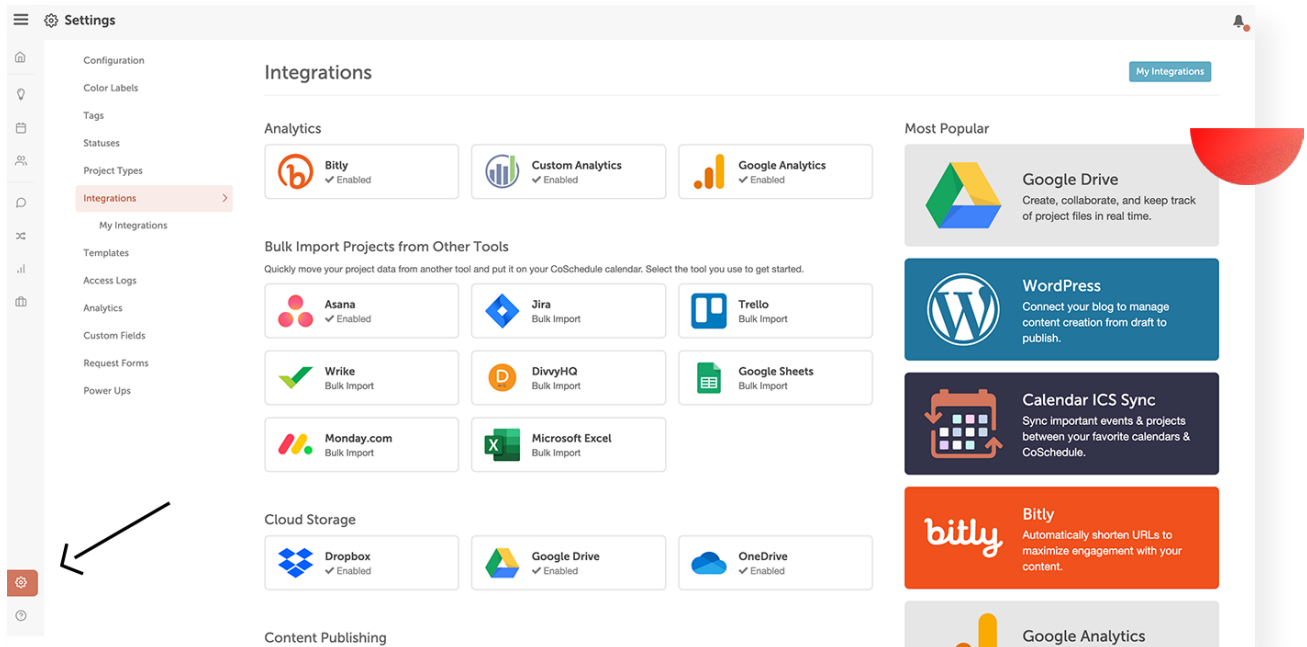 Settings
Configuration
Color Labels
Tags
Statuses
Project Types
Integrations
My Integrations
Templates
Access Logs
Analytics
Custom Fields
Request Forms
Power Ups
Integrations
My Integrations
Analytics
Bitly
Enabled
Custom Analytics
Enabled
Google Analytics
Enabled
Bulk Import Projects from Other Tools
Quickly move your project data from another tool and put it on your CoSchedule calendar. Select the tool you use to get started.
Asana
Enabled
Jira
Bulk Import
Trello
Bulk Import
Wrike
Bulk Import
D
DivvyHQ
Bulk Import
Google Sheets
Bulk Import
Monday.com
Bulk Import
X
Microsoft Excel
Bulk Import
Cloud Storage
Dropbox
Enabled
Google Drive
Enabled
OneDrive
Enabled
Content Publishing
Most Popular
Google Drive
Create, collaborate, and keep track
of project files in real time.
WordPress
Connect your blog to manage
content creation from draft to
publish.
Calendar ICS Sync
Sync important events & projects
between your favorite calendars &
CoSchedule.
bitly
Bitly
Automatically shorten URLs to
maximize engagement with your
content.
Google Analytics